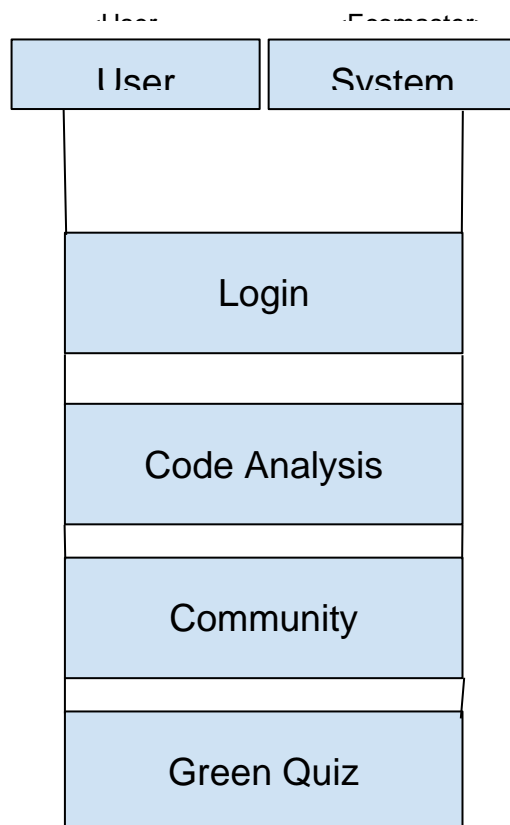 User
System
Login
Code Analysis
Community
Green Quiz